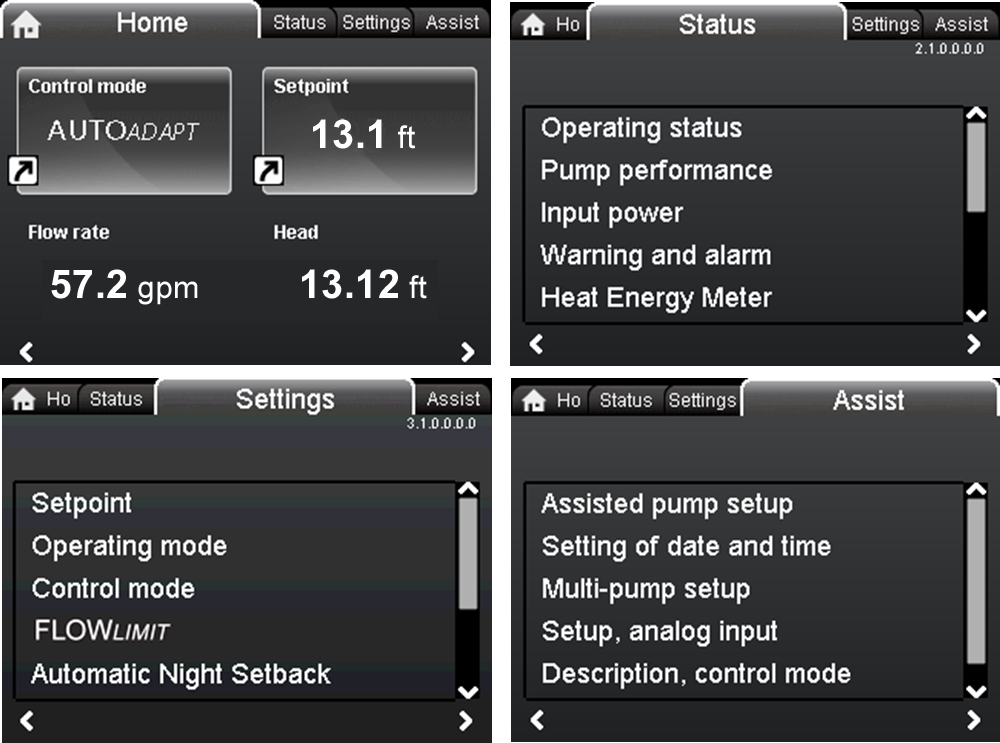 Home Status Settings Assist
Control mode
AUTOADAPT
Setpoint
13.1 ft
Flow rate
57.2 gpm
Head
13.12 ft
Ho Status Settings Assist
2.1.0.0.0.0
Operating status
Pump performance
Input power
Warning and alarm
Heat Energy Meter
Ho Status Settings Assist
3.1.0.0.0.0
Setpoint
Operating mode
Control mode
FLOWLIMIT
Automatic Night Setback
Ho Status Settings Assist
Assisted pump setup
Setting of date and time
Multi-pump setup
Setup, analog input
Description, control mode